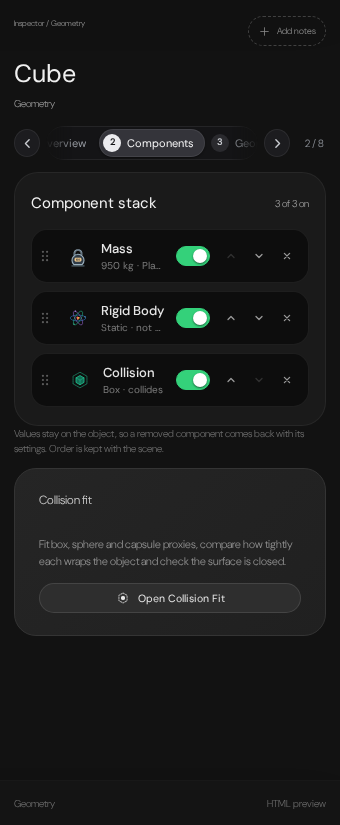 Inspector / Geometry
Add notes
Cube
Geometry
erview
2 Components
3 Geo
2 / 8
Component stack
3 of 3 on
Mass
950 kg · Pla...
Rigid Body
Static · not ...
Collision
Box · collides
Values stay on the object, so a removed component comes back with its
settings. Order is kept with the scene.
Collision fit
Fit box, sphere and capsule proxies, compare how tightly
each wraps the object and check the surface is closed.
Open Collision Fit
Geometry
HTML preview